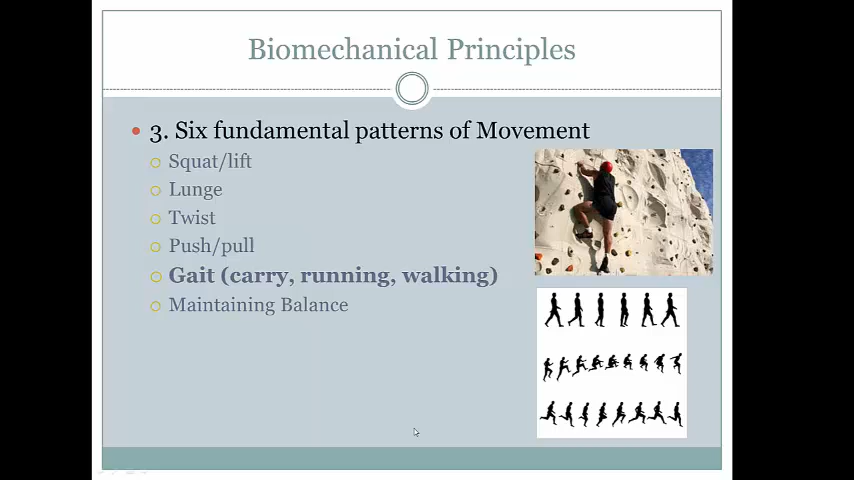 Biomechanical Principles
3. Six fundamental patterns of Movement
Squat/lift
Lunge
Twist
Push/pull
Gait (carry, running, walking)
Maintaining Balance